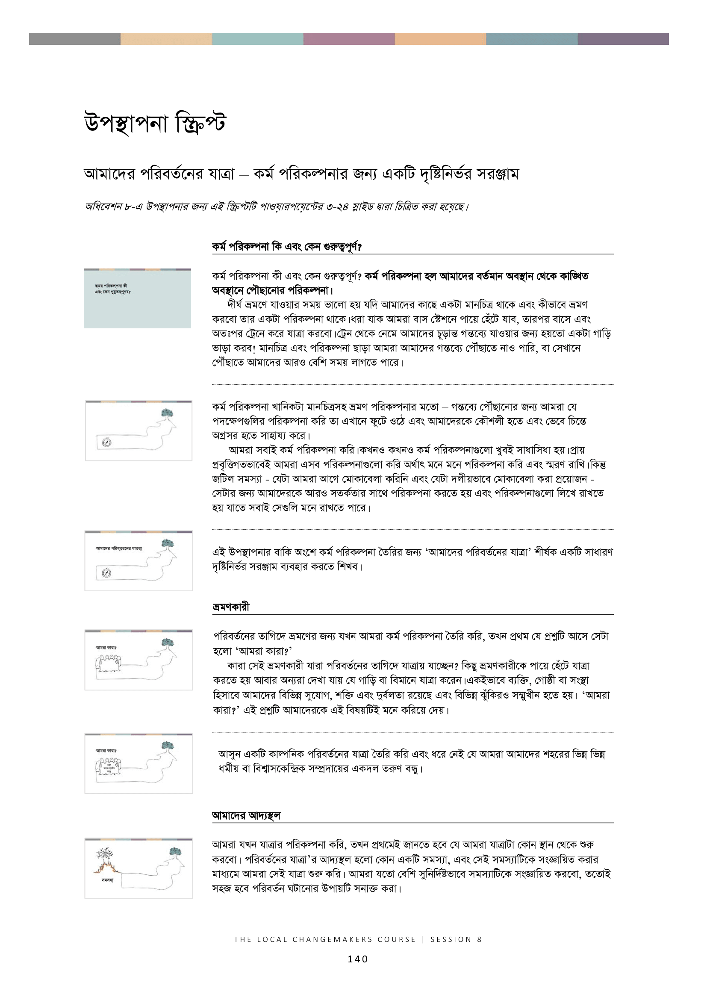 উপস্থাপনা স্ক্রিপ্ট
আমাদের পরিবর্তনের যাত্রা – কর্ম পরিকল্পনার জন্য একটি দৃষ্টিনির্ভর সরঞ্জাম
অধিবেশন ৮-এ উপস্থাপনার জন্য এই স্ক্রিপ্টটি পাওয়ারপয়েন্টের ৩-২৪ স্লাইড দ্বারা চিত্রিত করা হয়েছে।
কর্ম পরিকল্পনা কি এবং কেন গুরুত্বপূর্ণ?
কমর পরিকল্পনা কী
এবং কেন গুরুতবপূণর?
কর্ম পরিকল্পনা কী এবং কেন গুরুত্বপূর্ণ? কর্ম পরিকল্পনা হল আমাদের বর্তমান অবস্থান থেকে কাঙ্খিত
অবস্থানে পৌছানোর পরিকল্পনা।
দীর্ঘ ভ্রমণে যাওয়ার সময় ভালো হয় যদি আমাদের কাছে একটা মানচিত্র থাকে এবং কীভাবে ভ্রমণ
করবো তার একটা পরিকল্পনা থাকে।ধরা যাক আমরা বাস স্টেশনে পায়ে হেঁটে যাব, তারপর বাসে এবং
অতঃপর ট্রেনে করে যাত্রা করবো।ট্রেন থেকে নেমে আমাদের চূড়ান্ত গন্তব্যে যাওয়ার জন্য হয়তো একটা গাড়ি
ভাড়া করব! মানচিত্র এবং পরিকল্পনা ছাড়া আমরা আমাদের গন্তব্যে পৌঁছাতে নাও পারি, বা সেখানে
পৌঁছাতে আমাদের আরও বেশি সময় লাগতে পারে।
কর্ম পরিকল্পনা খানিকটা মানচিত্রসহ ভ্রমণ পরিকল্পনার মতো – গন্তব্যে পৌঁছানোর জন্য আমরা যে
পদক্ষেপগুলির পরিকল্পনা করি তা এখানে ফুটে ওঠে এবং আমাদেরকে কৌশলী হতে এবং ভেবে চিন্তে
অগ্রসর হতে সাহায্য করে।
আমরা সবাই কর্ম পরিকল্পনা করি।কখনও কখনও কর্ম পরিকল্পনাগুলো খুবই সাধাসিধা হয়।প্রায়
প্রবৃত্তিগতভাবেই আমরা এসব পরিকল্পনাগুলো করি অর্থাৎ মনে মনে পরিকল্পনা করি এবং স্মরণ রাখি।কিন্তু
জটিল সমস্যা - যেটা আমরা আগে মোকাবেলা করিনি এবং যেটা দলীয়ভাবে মোকাবেলা করা প্রয়োজন -
সেটার জন্য আমাদেরকে আরও সতর্কতার সাথে পরিকল্পনা করতে হয় এবং পরিকল্পনাগুলো লিখে রাখতে
হয় যাতে সবাই সেগুলি মনে রাখতে পারে।
আমাদের পরিবতরনের যাতরা
এই উপস্থাপনার বাকি অংশে কর্ম পরিকল্পনা তৈরির জন্য ‘আমাদের পরিবর্তনের যাত্রা’ শীর্ষক একটি সাধারণ
দৃষ্টিনির্ভর সরঞ্জাম ব্যবহার করতে শিখব।
ভ্রমণকারী
আমরা কারা?
পরিবর্তনের তাগিদে ভ্রমণের জন্য যখন আমরা কর্ম পরিকল্পনা তৈরি করি, তখন প্রথম যে প্রশ্নটি আসে সেটা
হলো ‘আমরা কারা?’
কারা সেই ভ্রমণকারী যারা পরিবর্তনের তাগিদে যাত্রায় যাচ্ছেন? কিছু ভ্রমণকারীকে পায়ে হেঁটে যাত্রা
করতে হয় আবার অন্যরা দেখা যায় যে গাড়ি বা বিমানে যাত্রা করেন।একইভাবে ব্যক্তি, গোষ্ঠী বা সংস্থা
হিসাবে আমাদের বিভিন্ন সুযোগ, শক্তি এবং দুর্বলতা রয়েছে এবং বিভিন্ন ঝুঁকিরও সম্মুখীন হতে হয়। ‘আমরা
কারা?’ এই প্রশ্নটি আমাদেরকে এই বিষয়টিই মনে করিয়ে দেয়।
আমরা কারা?
আসুন একটি কাল্পনিক পরিবর্তনের যাত্রা তৈরি করি এবং ধরে নেই যে আমরা আমাদের শহরের ভিন্ন ভিন্ন
ধর্মীয় বা বিশ্বাসকেন্দ্রিক সম্প্রদায়ের একদল তরুণ বন্ধু।
আমাদের আদ্যস্থল
সমসযা
আমরা যখন যাত্রার পরিকল্পনা করি, তখন প্রথমেই জানতে হবে যে আমরা যাত্রাটা কোন স্থান থেকে শুরু
করবো। পরিবর্তনের যাত্রা’র আদ্যস্থল হলো কোন একটি সমস্যা, এবং সেই সমস্যাটিকে সংজ্ঞায়িত করার
মাধ্যমে আমরা সেই যাত্রা শুরু করি। আমরা যতো বেশি সুনির্দিষ্টভাবে সমস্যাটিকে সংজ্ঞায়িত করবো, ততোই
সহজ হবে পরিবর্তন ঘটানোর উপায়টি সনাক্ত করা।
THE LOCAL CHANGEMAKERS COURSE | SESSION 8
140